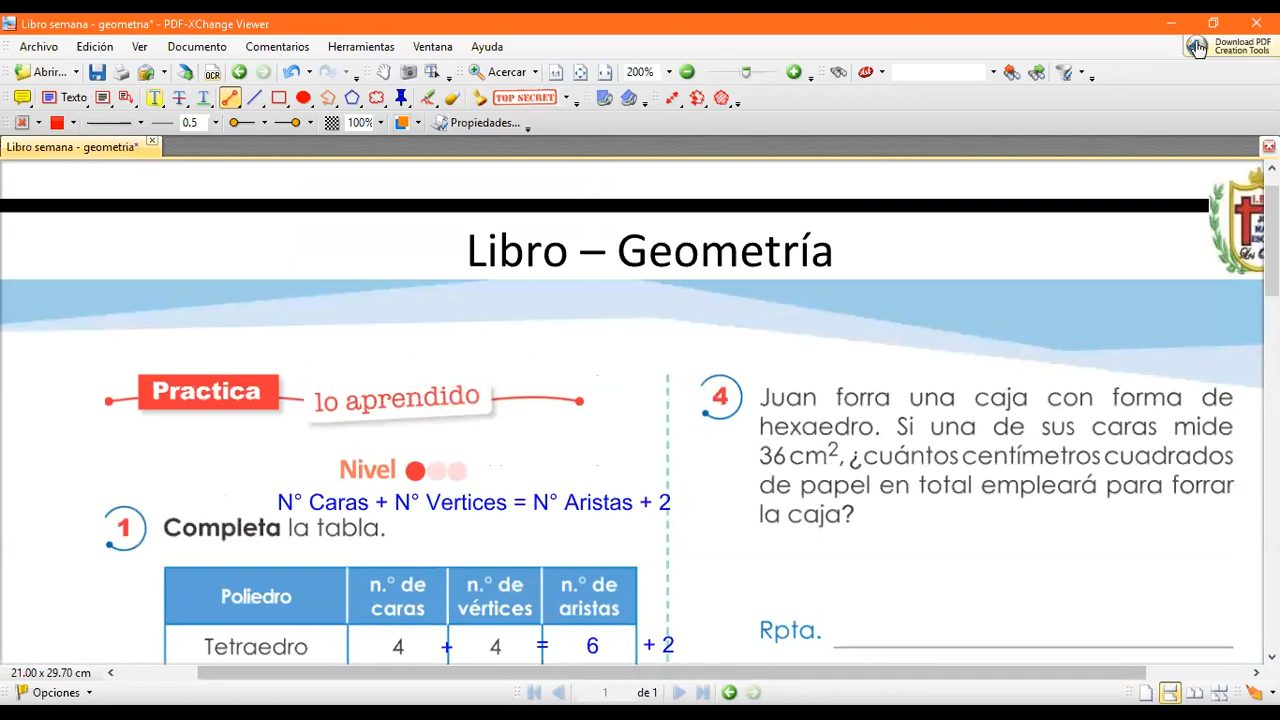 Libro semana - geometria* - PDF-XChange Viewer
Archivo Edición Ver Documento Comentarios Herramientas Ventana Ayuda
Download PDF
Creation Tools
Abrir... OCR Acercar 200%
Texto TOP SECRET
0.5 100% Propiedades...
Libro semana - geometria*
Libro – Geometría
Practica
lo aprendido
Nivel
N° Caras + N° Vertices = N° Aristas + 2
1 Completa la tabla.
Poliedro
n.° de
caras
n.° de
vértices
n.° de
aristas
Tetraedro 4 + 4 = 6 + 2
4 Juan forra una caja con forma de
hexaedro. Si una de sus caras mide
36 cm², ¿cuántos centímetros cuadrados
de papel en total empleará para forrar
la caja?
Rpta.
21.00 x 29.70 cm
Opciones 1 de 1